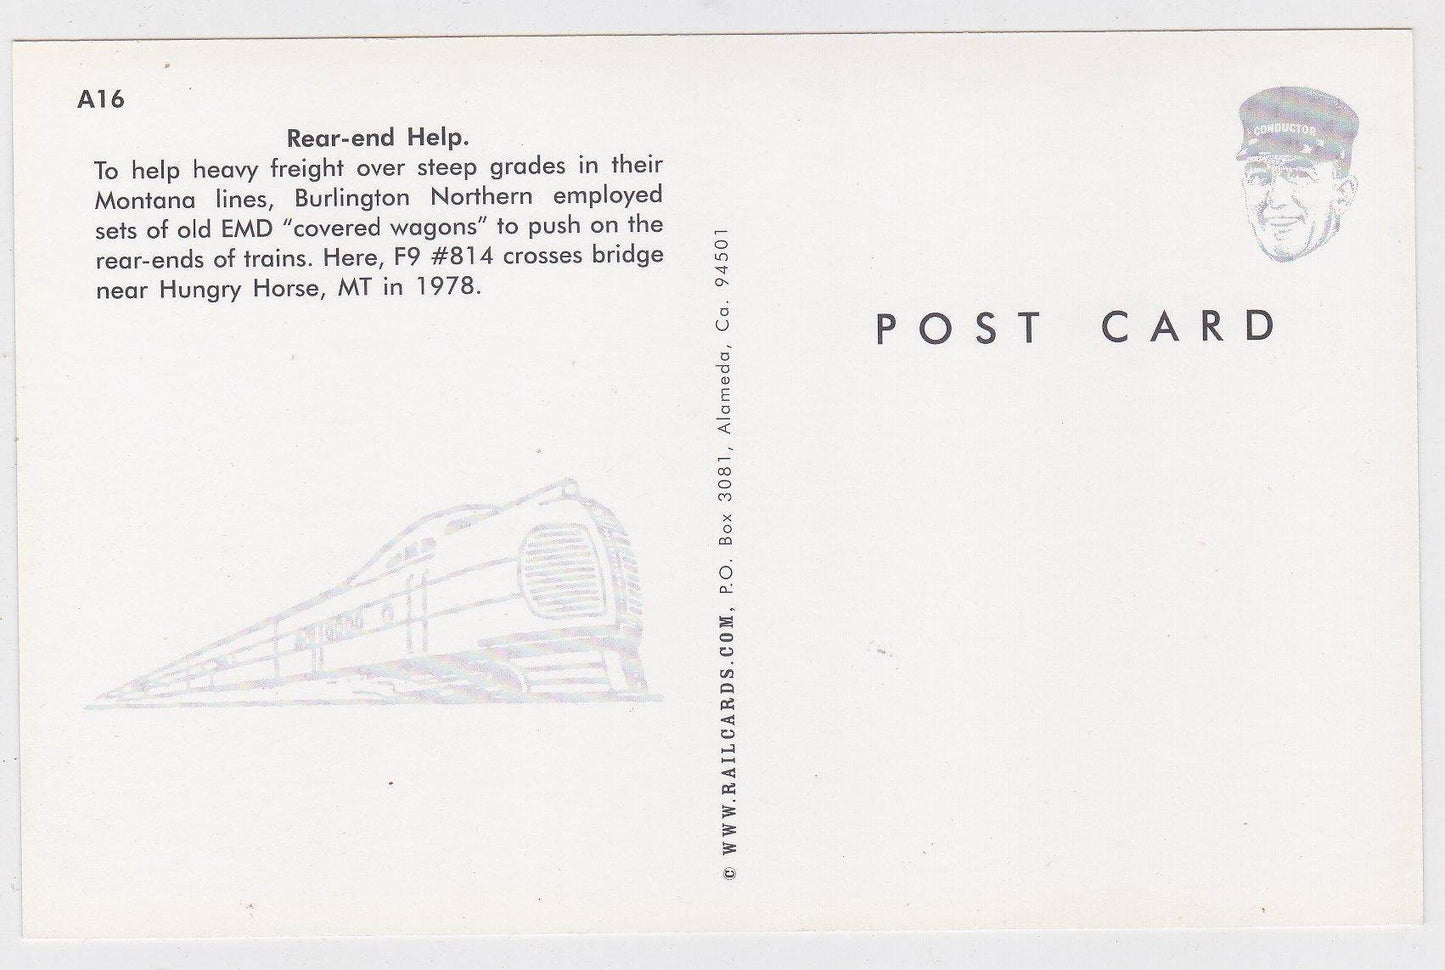 A16
Rear-end Help.
To help heavy freight over steep grades in their
Montana lines, Burlington Northern employed
sets of old EMD “covered wagons” to push on the
rear-ends of trains. Here, F9 #814 crosses bridge
near Hungry Horse, MT in 1978.
© WWW.RAILCARDS.COM, P.O. Box 3081, Alameda, Ca. 94501
CONDUCTOR
POST CARD